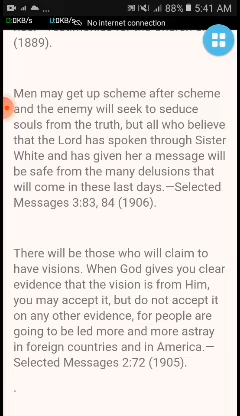 D:0KB/s U:0KB/s No internet connection 88% 5:41 AM
(1889).
Men may get up scheme after scheme
and the enemy will seek to seduce
souls from the truth, but all who believe
that the Lord has spoken through Sister
White and has given her a message will
be safe from the many delusions that
will come in these last days.—Selected
Messages 3:83, 84 (1906).
There will be those who will claim to
have visions. When God gives you clear
evidence that the vision is from Him,
you may accept it, but do not accept it
on any other evidence, for people are
going to be led more and more astray
in foreign countries and in America.—
Selected Messages 2:72 (1905).
.